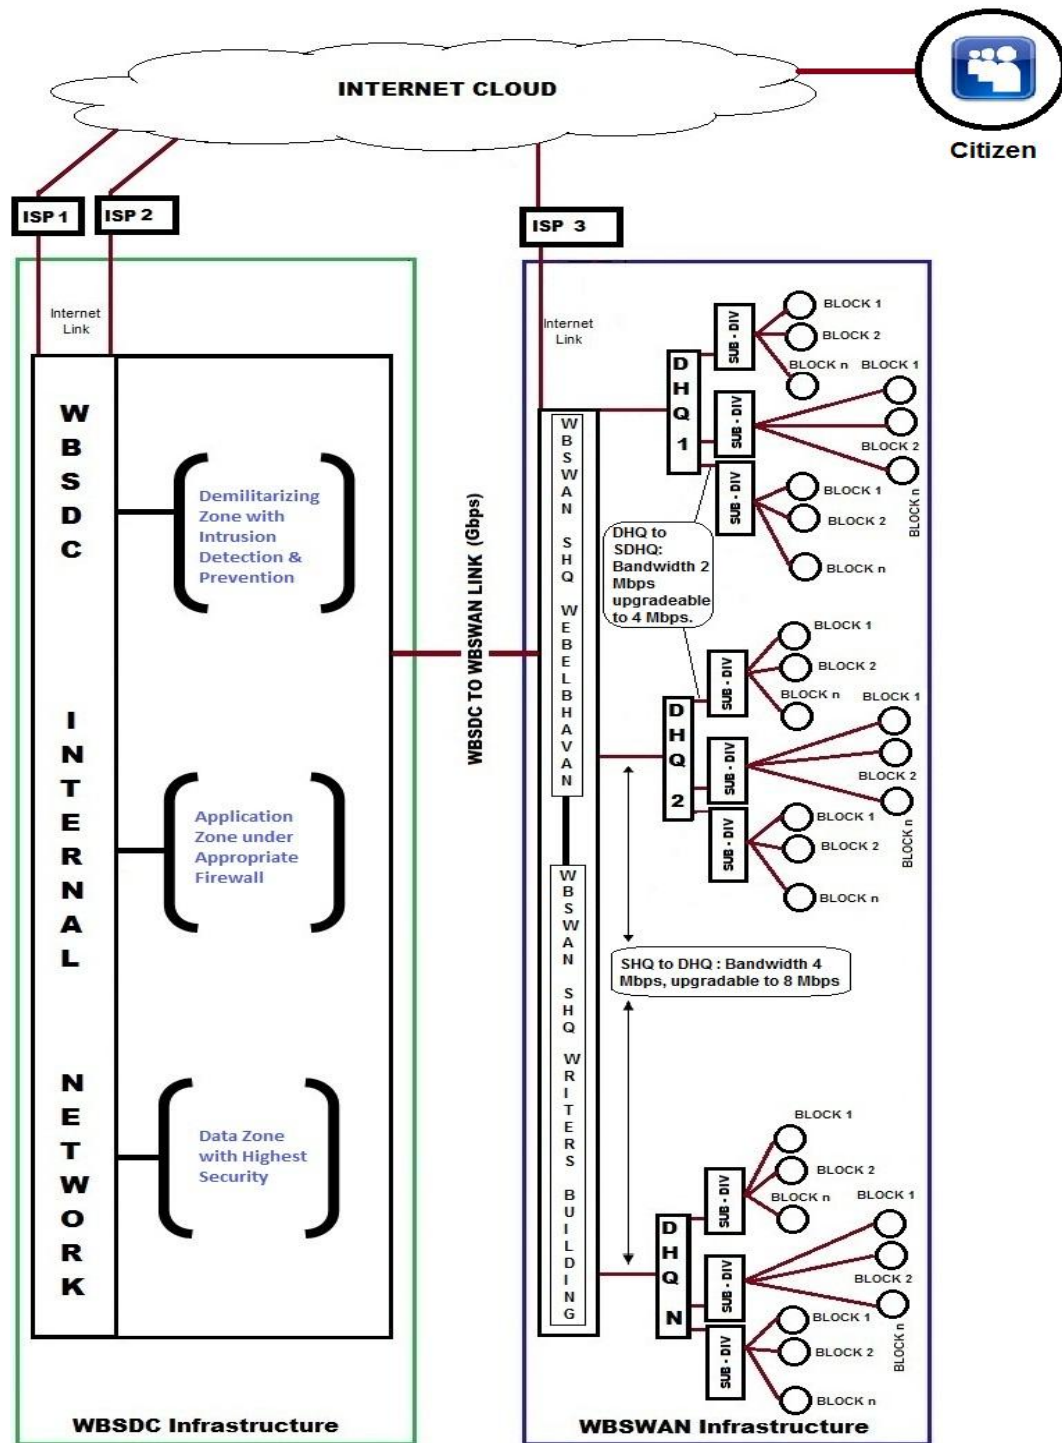 INTERNET CLOUD
Citizen
ISP 1
ISP 2
ISP 3
Internet
Link
WBSDC INTERNAL NETWORK
Demilitarizing
Zone with
Intrusion
Detection &
Prevention
Application
Zone under
Appropriate
Firewall
Data Zone
with Highest
Security
WBSDC Infrastructure
WBSDC TO WBSWAN LINK (Gbps)
Internet
Link
WBSWAN SHQ WEBELBHAVAN
WBSWAN SHQ WRITERS BUILDING
DHQ 1
SUB - DIV
BLOCK 1
BLOCK 2
BLOCK n
SUB - DIV
BLOCK 1
BLOCK 2
BLOCK n
SUB - DIV
BLOCK 1
BLOCK 2
BLOCK n
DHQ to
SDHQ:
Bandwidth 2
Mbps
upgradeable
to 4 Mbps.
DHQ 2
SUB - DIV
BLOCK 1
BLOCK 2
BLOCK n
SUB - DIV
BLOCK 1
BLOCK 2
BLOCK n
SUB - DIV
BLOCK 1
BLOCK 2
BLOCK n
SHQ to DHQ : Bandwidth 4
Mbps, upgradable to 8 Mbps
DHQ N
SUB - DIV
BLOCK 1
BLOCK 2
BLOCK n
SUB - DIV
BLOCK 1
BLOCK 2
BLOCK n
SUB - DIV
BLOCK 1
BLOCK 2
BLOCK n
WBSWAN Infrastructure